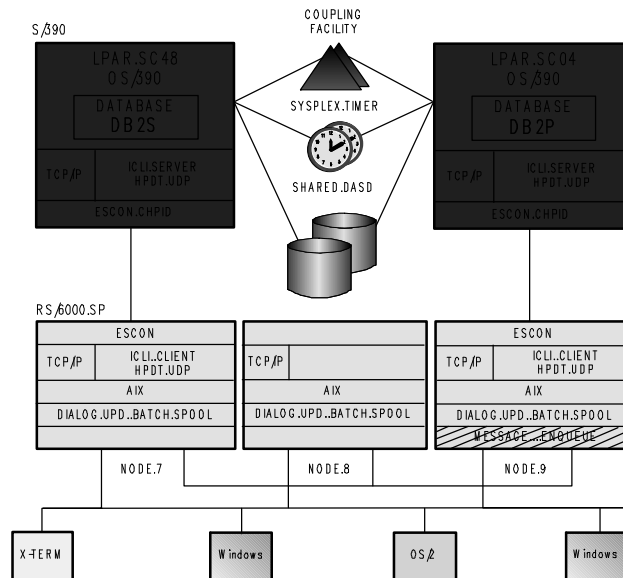 COUPLING
FACILITY
S/390
LPAR.SC48
OS/390
DATABASE
DB2S
TCP/P
ICLI.SERVER
HPDT.UDP
ESCON.CHPID
SYSPLEX.TIMER
SHARED.DASD
LPAR.SC04
OS/390
DATABASE
DB2P
TCP/P
ICLI.SERVER
HPDT.UDP
ESCON.CHPID
RS/6000.SP
ESCON
TCP/P
ICLI..CLIENT
HPDT.UDP
AIX
DIALOG.UPD..BATCH.SPOOL
NODE.7
TCP/P
AIX
DIALOG.UPD..BATCH.SPOOL
NODE.8
ESCON
TCP/P
ICLI..CLIENT
HPDT.UDP
AIX
DIALOG.UPD..BATCH.SPOOL
MESSAGE...ENQUEUE
NODE.9
X-TERM
Windows
OS/2
Windows